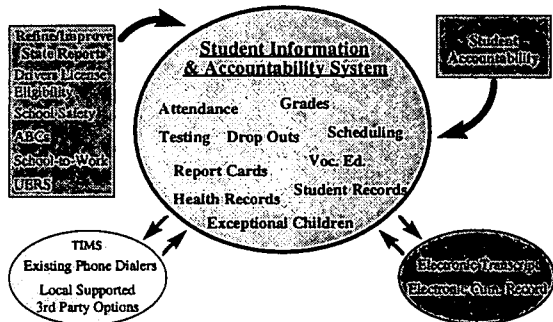 Refine/Improve
State Reports
Drivers License
Eligibility
School Safety
ABCs
School-to-Work
UERS
Student Information
& Accountability System
Attendance
Grades
Testing
Drop Outs
Scheduling
Voc. Ed.
Report Cards
Student Records
Health Records
Exceptional Children
Student
Accountability
TIMS
Existing Phone Dialers
Local Supported
3rd Party Options
Electronic Transcript
Electronic Cum. Record